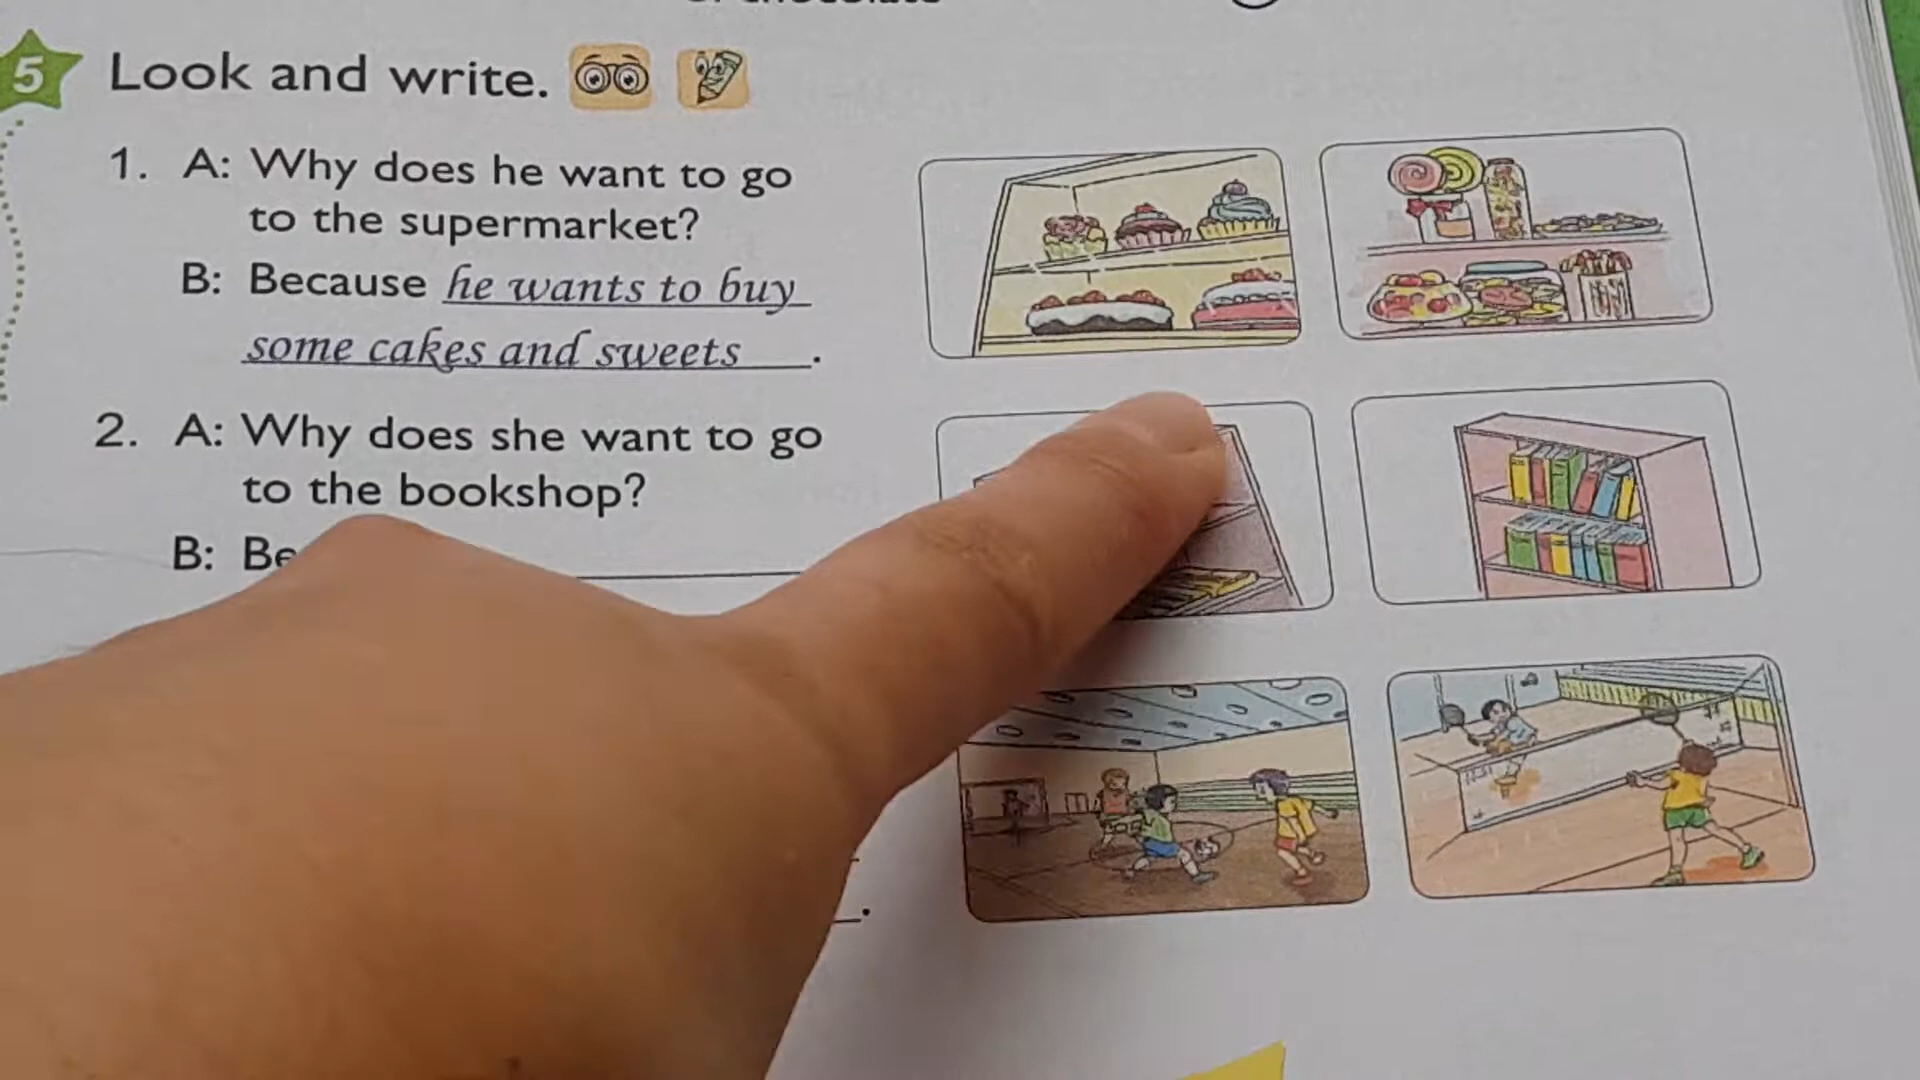 5 Look and write.
1. A: Why does he want to go
to the supermarket?
B: Because he wants to buy
some cakes and sweets.
2. A: Why does she want to go
to the bookshop?
B: Be